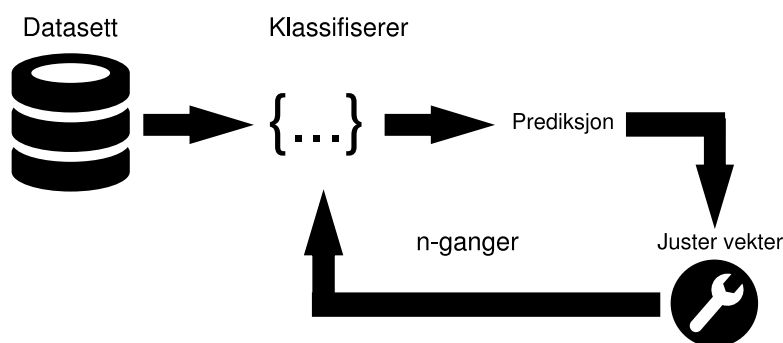 Datasett
Klassifiserer
{...}
Prediksjon
Juster vekter
n-ganger